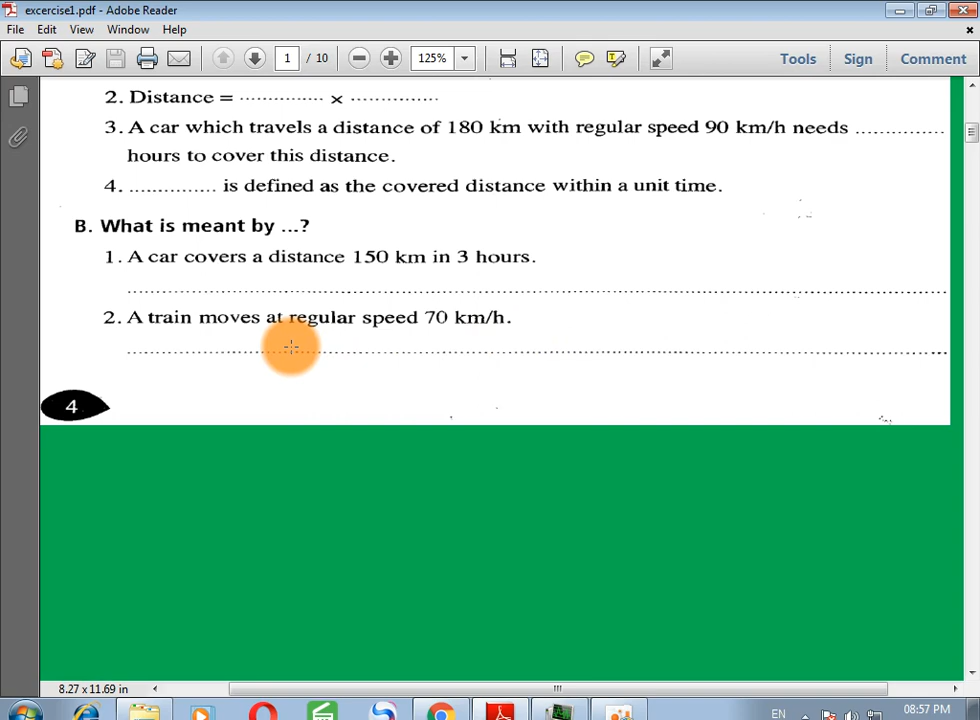 excercise1.pdf - Adobe Reader
File Edit View Window Help
1 / 10 125% Tools Sign Comment
2. Distance = .............. × ...............
3. A car which travels a distance of 180 km with regular speed 90 km/h needs ...............
hours to cover this distance.
4. ............... is defined as the covered distance within a unit time.
B. What is meant by ...?
1. A car covers a distance 150 km in 3 hours.
2. A train moves at regular speed 70 km/h.
4
8.27 x 11.69 in
EN 08:57 PM